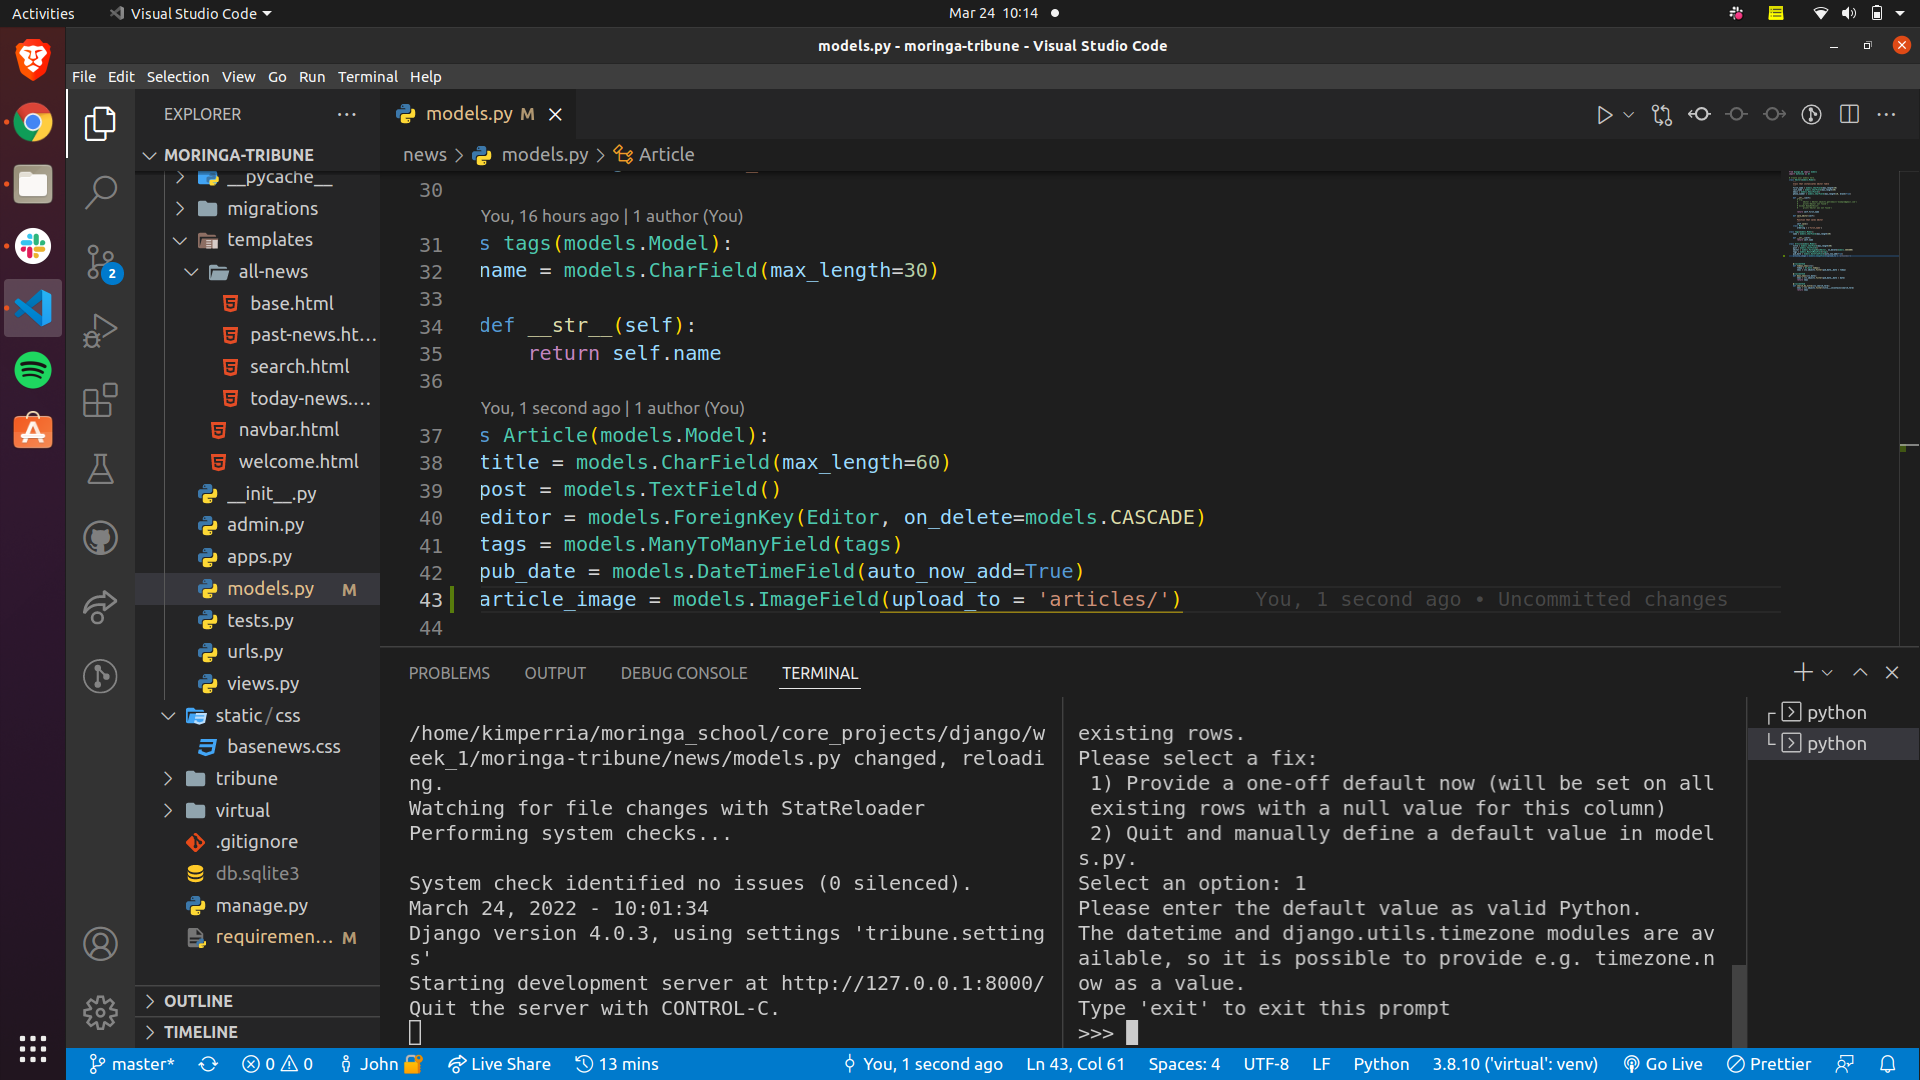 Activities
Visual Studio Code
Mar 24 10:14
models.py - moringa-tribune - Visual Studio Code
File Edit Selection View Go Run Terminal Help
EXPLORER
MORINGA-TRIBUNE
__pycache__
migrations
templates
all-news
base.html
past-news.ht...
search.html
today-news....
navbar.html
welcome.html
__init__.py
admin.py
apps.py
models.py M
tests.py
urls.py
views.py
static/css
basenews.css
tribune
virtual
.gitignore
db.sqlite3
manage.py
requiremen... M
OUTLINE
TIMELINE
2
models.py M
news > models.py > Article
30
You, 16 hours ago | 1 author (You)
31 s tags(models.Model):
32 name = models.CharField(max_length=30)
33
34 def __str__(self):
35 return self.name
36
You, 1 second ago | 1 author (You)
37 s Article(models.Model):
38 title = models.CharField(max_length=60)
39 post = models.TextField()
40 editor = models.ForeignKey(Editor, on_delete=models.CASCADE)
41 tags = models.ManyToManyField(tags)
42 pub_date = models.DateTimeField(auto_now_add=True)
43 article_image = models.ImageField(upload_to = 'articles/') You, 1 second ago • Uncommitted changes
44
PROBLEMS OUTPUT DEBUG CONSOLE TERMINAL
/home/kimperria/moringa_school/core_projects/django/w
eek_1/moringa-tribune/news/models.py changed, reloadi
ng.
Watching for file changes with StatReloader
Performing system checks...
System check identified no issues (0 silenced).
March 24, 2022 - 10:01:34
Django version 4.0.3, using settings 'tribune.setting
s'
Starting development server at http://127.0.0.1:8000/
Quit the server with CONTROL-C.
existing rows.
Please select a fix:
1) Provide a one-off default now (will be set on all
existing rows with a null value for this column)
2) Quit and manually define a default value in model
s.py.
Select an option: 1
Please enter the default value as valid Python.
The datetime and django.utils.timezone modules are av
ailable, so it is possible to provide e.g. timezone.n
ow as a value.
Type 'exit' to exit this prompt
>>>
python
python
master* 0 0 John Live Share 13 mins You, 1 second ago Ln 43, Col 61 Spaces: 4 UTF-8 LF Python 3.8.10 ('virtual': venv) Go Live Prettier